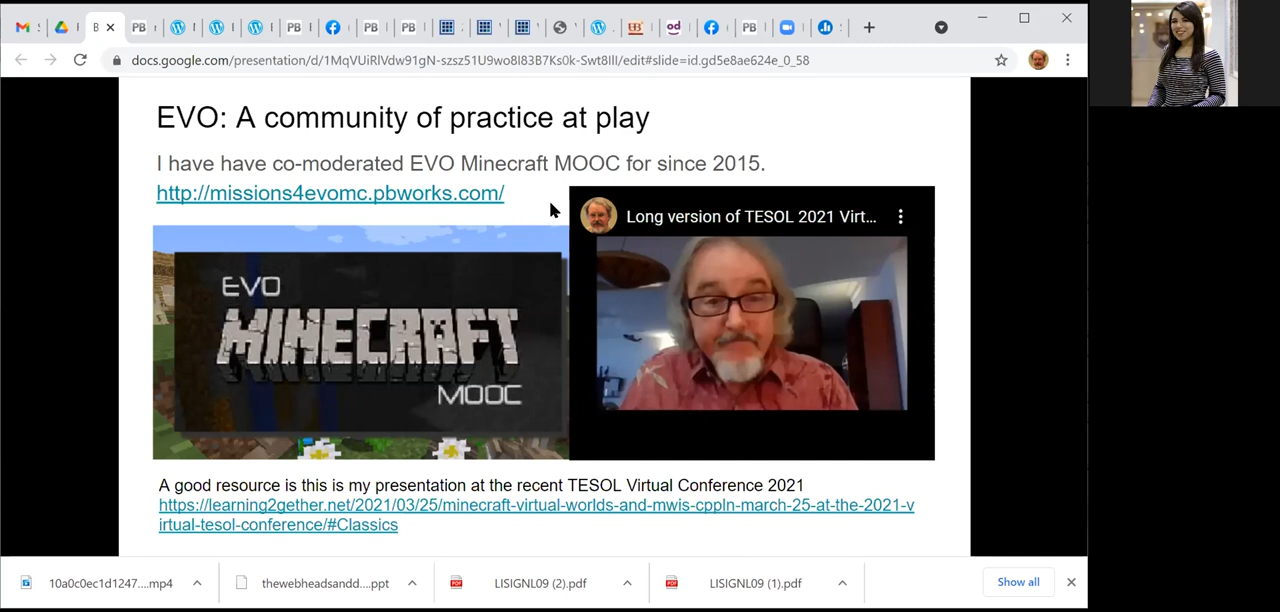 docs.google.com/presentation/d/1MqVUiRlVdw91gN-szsz51U9wo8l83B7Ks0k-Swt8lII/edit#slide=id.gd5e8ae624e_0_58
EVO: A community of practice at play
I have have co-moderated EVO Minecraft MOOC for since 2015.
http://missions4evomc.pbworks.com/
Long version of TESOL 2021 Virt...
EVO
MINECRAFT
MOOC
A good resource is this is my presentation at the recent TESOL Virtual Conference 2021
https://learning2gether.net/2021/03/25/minecraft-virtual-worlds-and-mwis-cppln-march-25-at-the-2021-v
irtual-tesol-conference/#Classics
10a0c0ec1d1247....mp4
thewebheadsandd....ppt
LISIGNL09 (2).pdf
LISIGNL09 (1).pdf
Show all